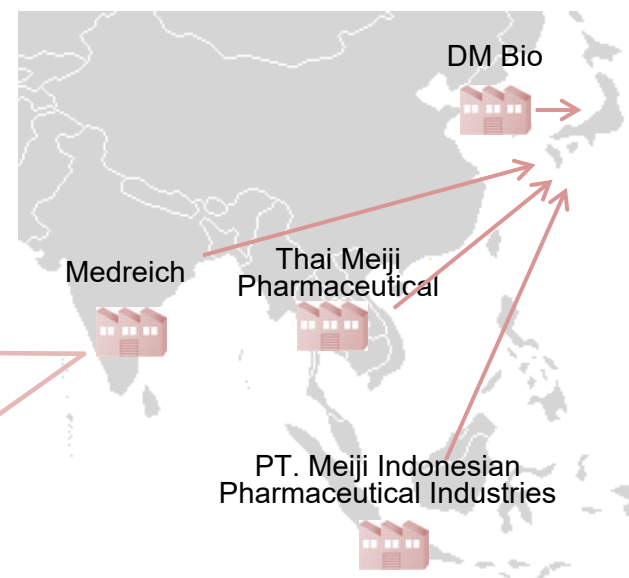 DM Bio
Medreich
Thai Meiji
Pharmaceutical
PT. Meiji Indonesian
Pharmaceutical Industries